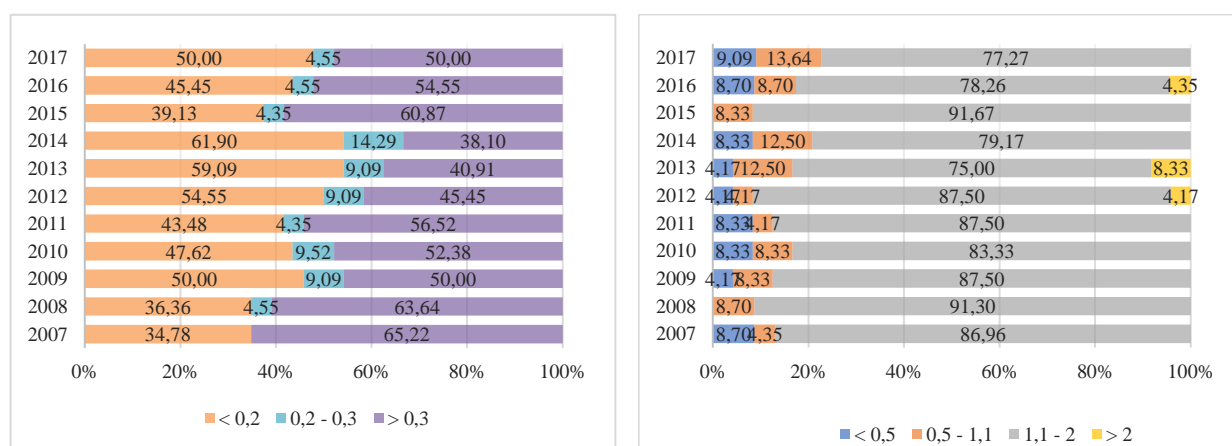 2017 50,00 4,55 50,00
2016 45,45 4,55 54,55
2015 39,13 4,35 60,87
2014 61,90 14,29 38,10
2013 59,09 9,09 40,91
2012 54,55 9,09 45,45
2011 43,48 4,35 56,52
2010 47,62 9,52 52,38
2009 50,00 9,09 50,00
2008 36,36 4,55 63,64
2007 34,78 65,22
0% 20% 40% 60% 80% 100%
< 0,2 0,2 - 0,3 > 0,3
2017 9,09 13,64 77,27
2016 8,70 8,70 78,26 4,35
2015 8,33 91,67
2014 8,33 12,50 79,17
2013 4,17 12,50 75,00 8,33
2012 4,17 4,17 87,50 4,17
2011 8,33 4,17 87,50
2010 8,33 8,33 83,33
2009 4,17 8,33 87,50
2008 8,70 91,30
2007 8,70 4,35 86,96
0% 20% 40% 60% 80% 100%
< 0,5 0,5 - 1,1 1,1 - 2 > 2